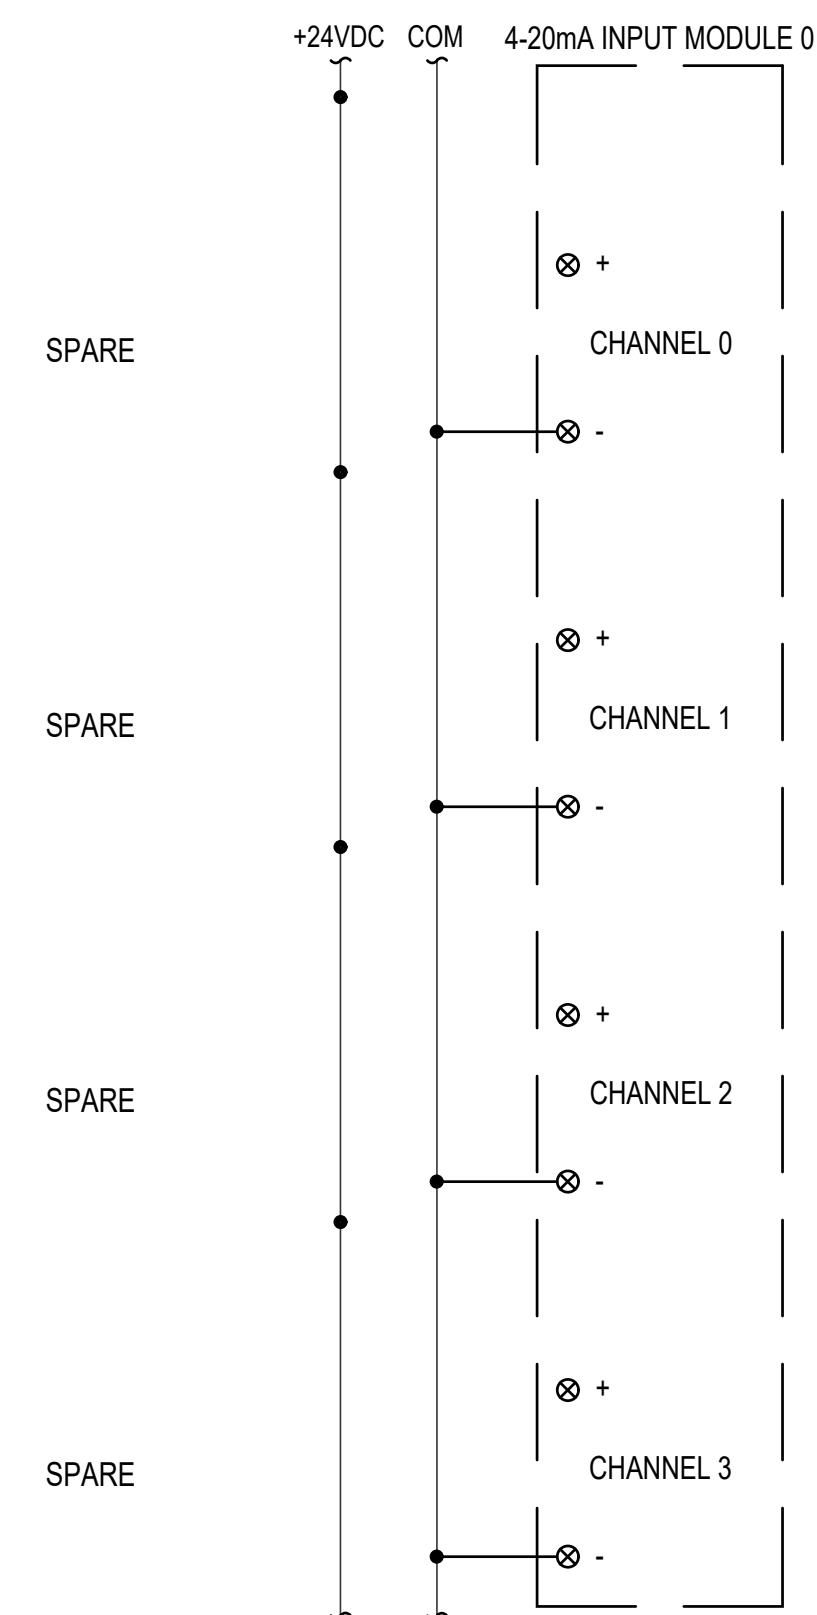 +24VDC COM 4-20mA INPUT MODULE 0
+
SPARE CHANNEL 0
-
+
SPARE CHANNEL 1
-
+
SPARE CHANNEL 2
-
+
SPARE CHANNEL 3
-